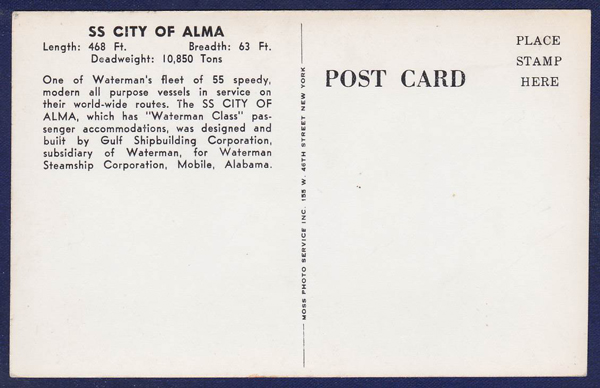 SS CITY OF ALMA
Length: 468 Ft. Breadth: 63 Ft.
Deadweight: 10,850 Tons
One of Waterman's fleet of 55 speedy,
modern all purpose vessels in service on
their world-wide routes. The SS CITY OF
ALMA, which has "Waterman Class" pas-
senger accommodations, was designed and
built by Gulf Shipbuilding Corporation,
subsidiary of Waterman, for Waterman
Steamship Corporation, Mobile, Alabama.
MOSS PHOTO SERVICE INC. 155 W. 46TH STREET NEW YORK
POST CARD
PLACE
STAMP
HERE